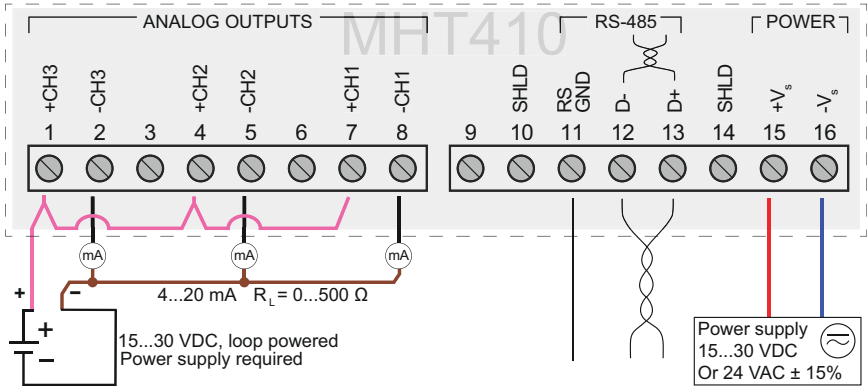 MHT410
ANALOG OUTPUTS RS-485 POWER
+CH3 -CH3 +CH2 -CH2 +CH1 -CH1 SHLD RS GND D- D+ SHLD +Vs -Vs
1 2 3 4 5 6 7 8 9 10 11 12 13 14 15 16
mA mA mA
+ -
4...20 mA RL = 0...500 Ω
+
-
15...30 VDC, loop powered
Power supply required
Power supply
15...30 VDC
Or 24 VAC ± 15%